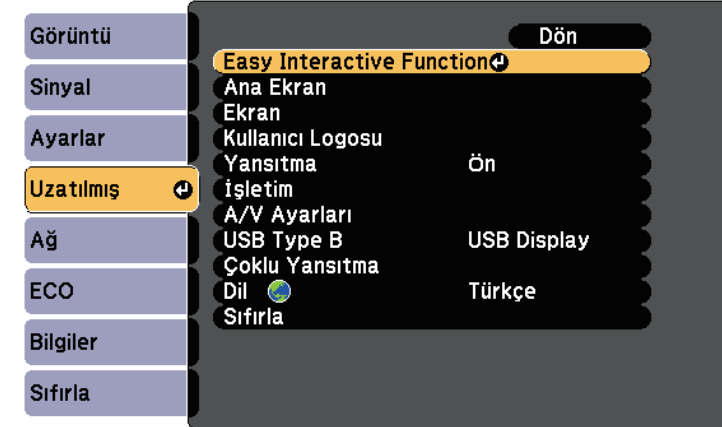 Görüntü
Sinyal
Ayarlar
Uzatılmış
Ağ
ECO
Bilgiler
Sıfırla
Dön
Easy Interactive Function
Ana Ekran
Ekran
Kullanıcı Logosu
Yansıtma Ön
İşletim
A/V Ayarları
USB Type B USB Display
Çoklu Yansıtma
Dil Türkçe
Sıfırla